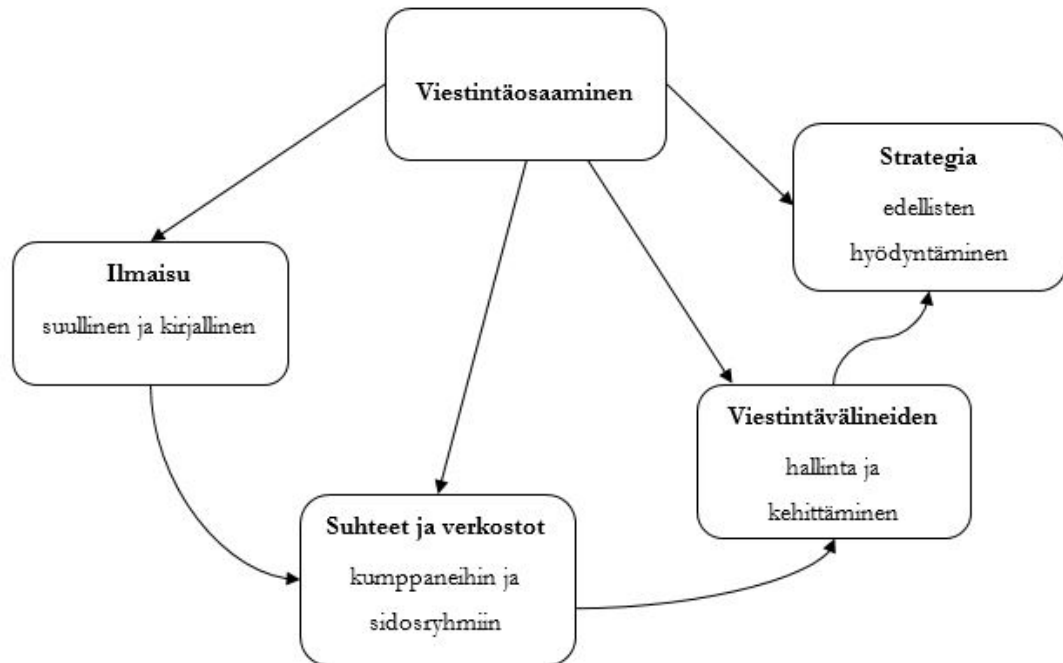 Viestintäosaaminen
Strategia
edellisten
hyödyntäminen
Ilmaisu
suullinen ja kirjallinen
Viestintävälineiden
hallinta ja
kehittäminen
Suhteet ja verkostot
kumppaneihin ja
sidosryhmiin